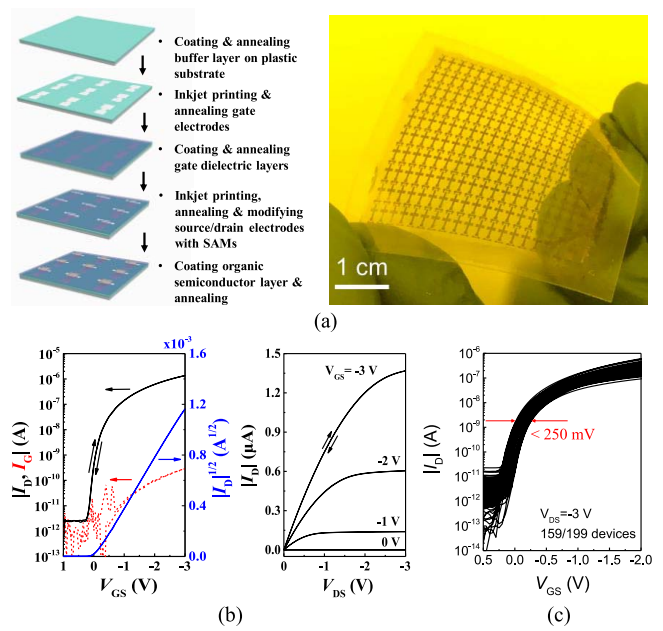 • Coating & annealing
buffer layer on plastic
substrate
• Inkjet printing &
annealing gate
electrodes
• Coating & annealing
gate dielectric layers
• Inkjet printing,
annealing & modifying
source/drain electrodes
with SAMs
• Coating organic
semiconductor layer &
annealing
1 cm
(a)
x10⁻³
10⁻⁵
10⁻⁶
10⁻⁷
10⁻⁸
10⁻⁹
10⁻¹⁰
10⁻¹¹
10⁻¹²
10⁻¹³
|I_D, I_G| (A)
1.6
1.2
0.8
0.4
0.0
|I_D|^1/2 (A^1/2)
1 0 -1 -2 -3
V_GS (V)
1.8
1.5
1.2
0.9
0.6
0.3
0.0
|I_D| (µA)
V_GS= -3 V
-2 V
-1 V
0 V
0 -1 -2 -3
V_DS (V)
(b)
10⁻⁵
10⁻⁶
10⁻⁷
10⁻⁸
10⁻⁹
10⁻¹⁰
10⁻¹¹
10⁻¹²
10⁻¹³
10⁻¹⁴
|I_D| (A)
< 250 mV
V_DS=-3 V
159/199 devices
0.5 0.0 -0.5 -1.0 -1.5 -2.0
V_GS (V)
(c)